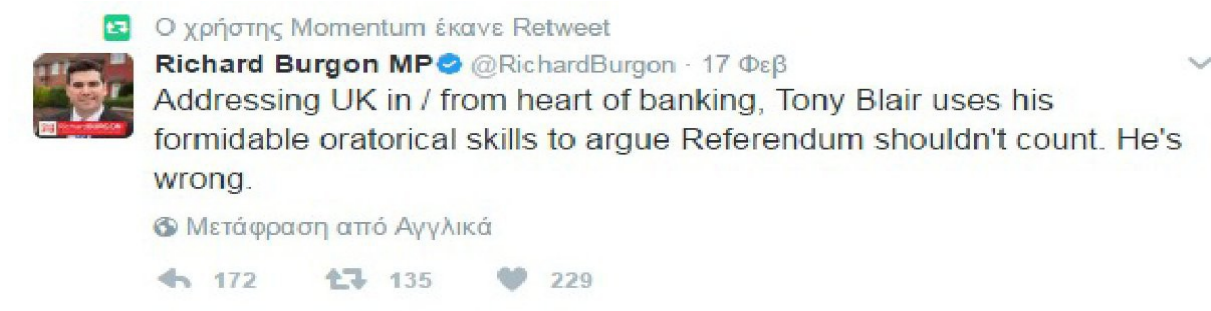 Ο χρήστης Momentum έκανε Retweet
Richard Burgon MP @RichardBurgon · 17 Φεβ
Addressing UK in / from heart of banking, Tony Blair uses his
formidable oratorical skills to argue Referendum shouldn't count. He's
wrong.
Μετάφραση από Αγγλικά
172 135 229